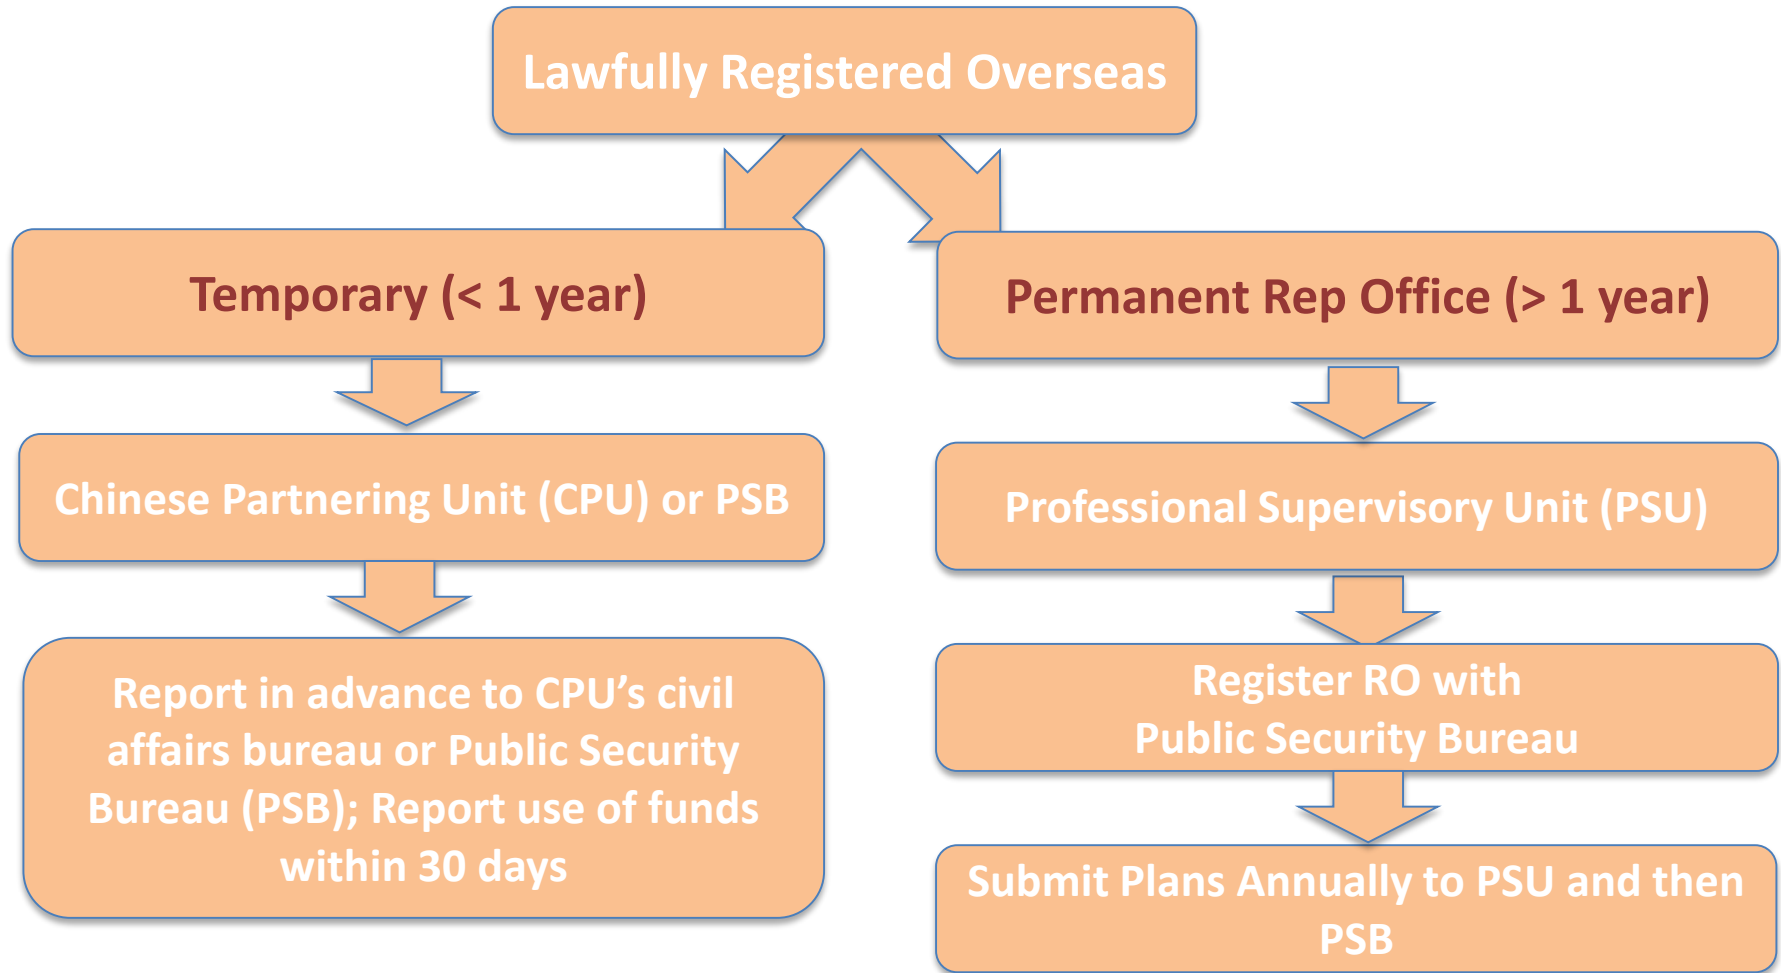 Lawfully Registered Overseas
Temporary (< 1 year)
Permanent Rep Office (> 1 year)
Chinese Partnering Unit (CPU) or PSB
Professional Supervisory Unit (PSU)
Report in advance to CPU’s civil
affairs bureau or Public Security
Bureau (PSB); Report use of funds
within 30 days
Register RO with
Public Security Bureau
Submit Plans Annually to PSU and then
PSB